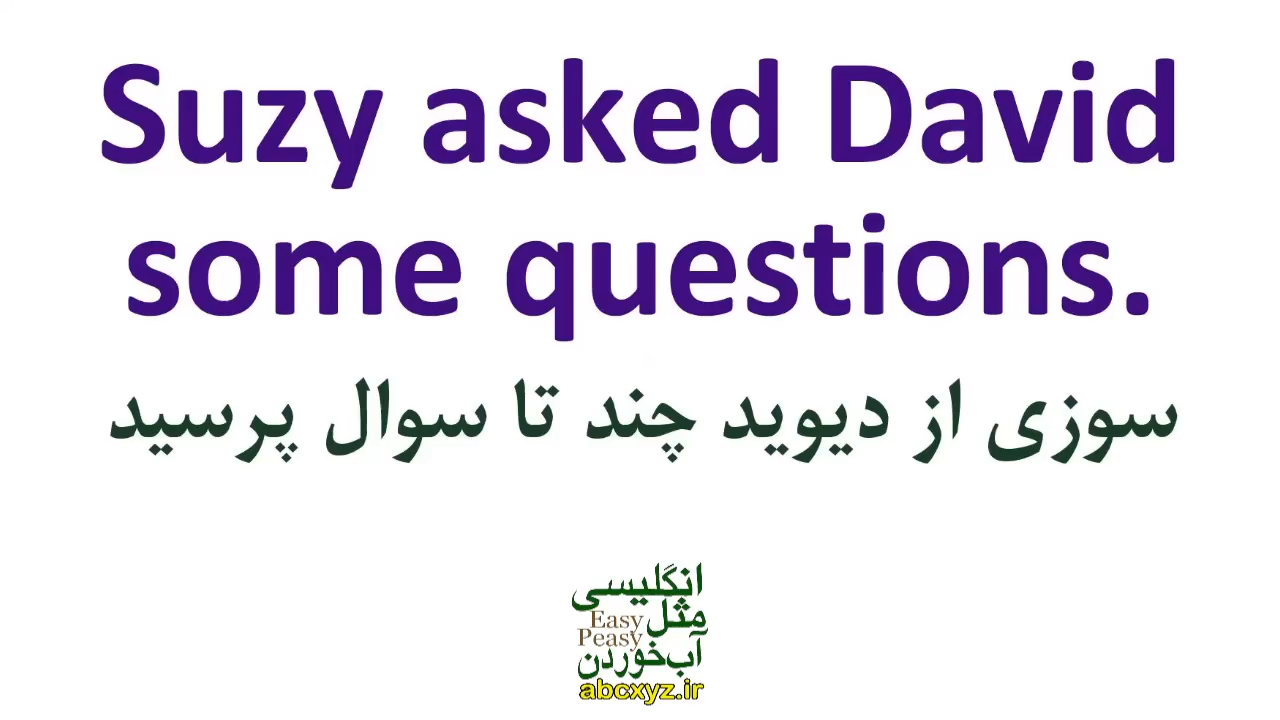 Suzy asked David
some questions.
سوزی از دیوید چند تا سوال پرسید
انگلیسی
مثل
Easy
Peasy
آب‌خوردن
abcxyz.ir